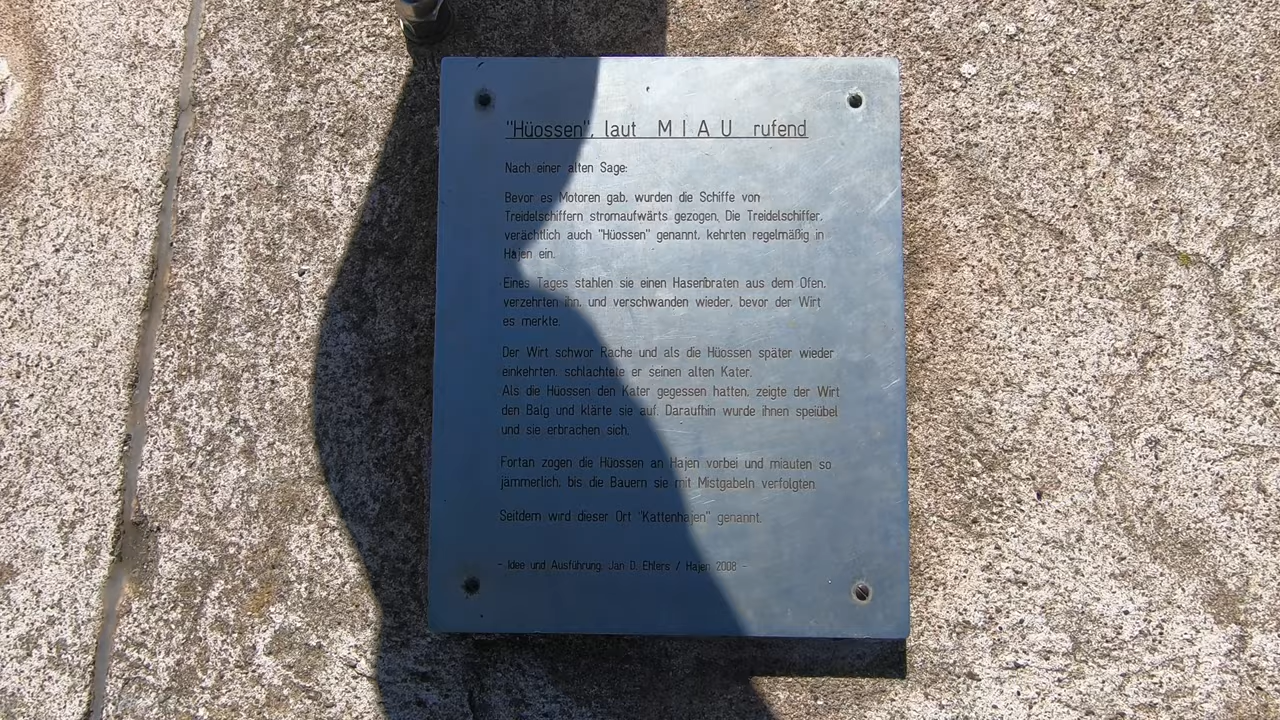 "Hüossen", laut M I A U rufend
Nach einer alten Sage:
Bevor es Motoren gab, wurden die Schiffe von
Treidelschiffern stromaufwärts gezogen. Die Treidelschiffer,
verächtlich auch "Hüossen" genannt, kehrten regelmäßig in
Hajen ein.
Eines Tages stahlen sie einen Hasenbraten aus dem Ofen,
verzehrten ihn, und verschwanden wieder, bevor der Wirt
es merkte.
Der Wirt schwor Rache und als die Hüossen später wieder
einkehrten, schlachtete er seinen alten Kater.
Als die Hüossen den Kater gegessen hatten, zeigte der Wirt
den Balg und klärte sie auf. Daraufhin wurde ihnen speiübel
und sie erbrachen sich.
Fortan zogen die Hüossen an Hajen vorbei und miauten so
jämmerlich, bis die Bauern sie mit Mistgabeln verfolgten.
Seitdem wird dieser Ort "Kattenhajen" genannt.
- Idee und Ausführung: Jan D. Ehlers / Hajen 2008 -